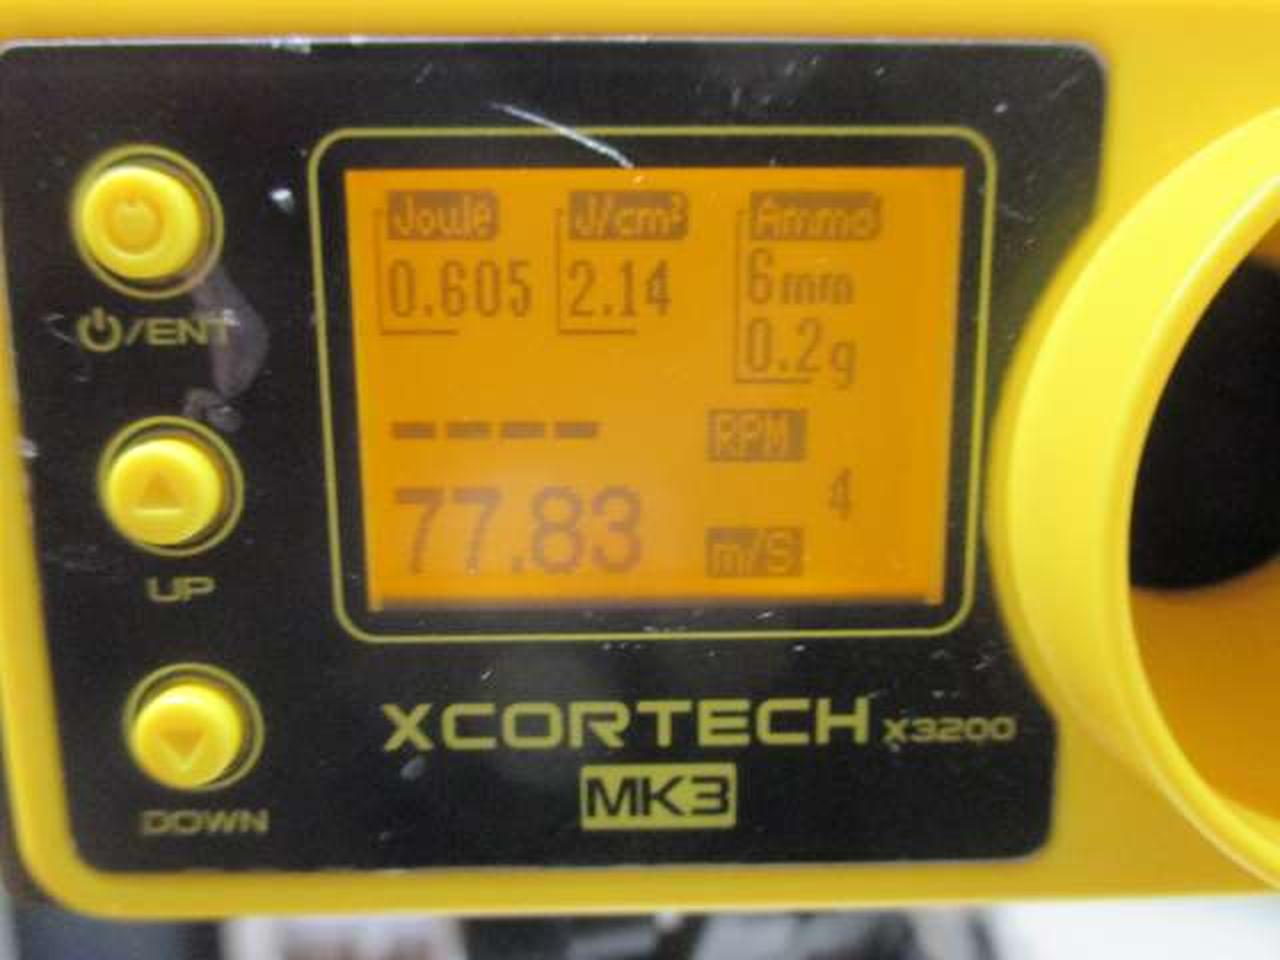 Joule J/cm² Ammo
0.605 2.14 6mm
0.2g
---- RPM
4
77.83 m/S
/ENT
UP
DOWN
XCORTECH X3200
MK3